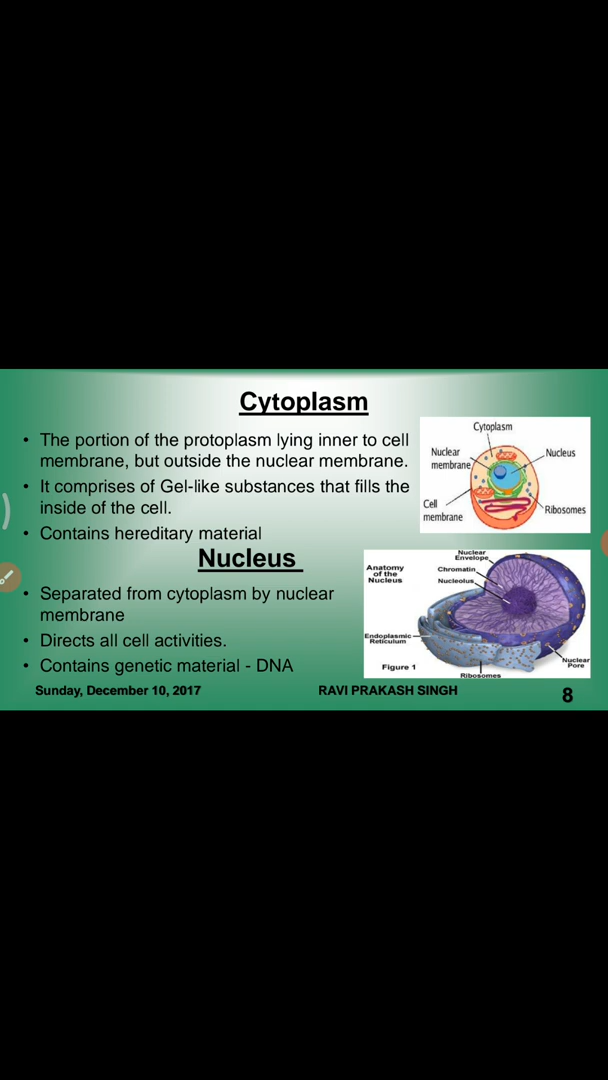 Cytoplasm
• The portion of the protoplasm lying inner to cell
membrane, but outside the nuclear membrane.
• It comprises of Gel-like substances that fills the
inside of the cell.
• Contains hereditary material
Cytoplasm
Nuclear
membrane
Nucleus
Cell
membrane
Ribosomes
Nucleus
• Separated from cytoplasm by nuclear
membrane
• Directs all cell activities.
• Contains genetic material - DNA
Anatomy
of the
Nucleus
Nuclear
Envelope
Chromatin
Nucleolus
Endoplasmic
Reticulum
Figure 1
Ribosomes
Nuclear
Pore
Sunday, December 10, 2017
RAVI PRAKASH SINGH
8